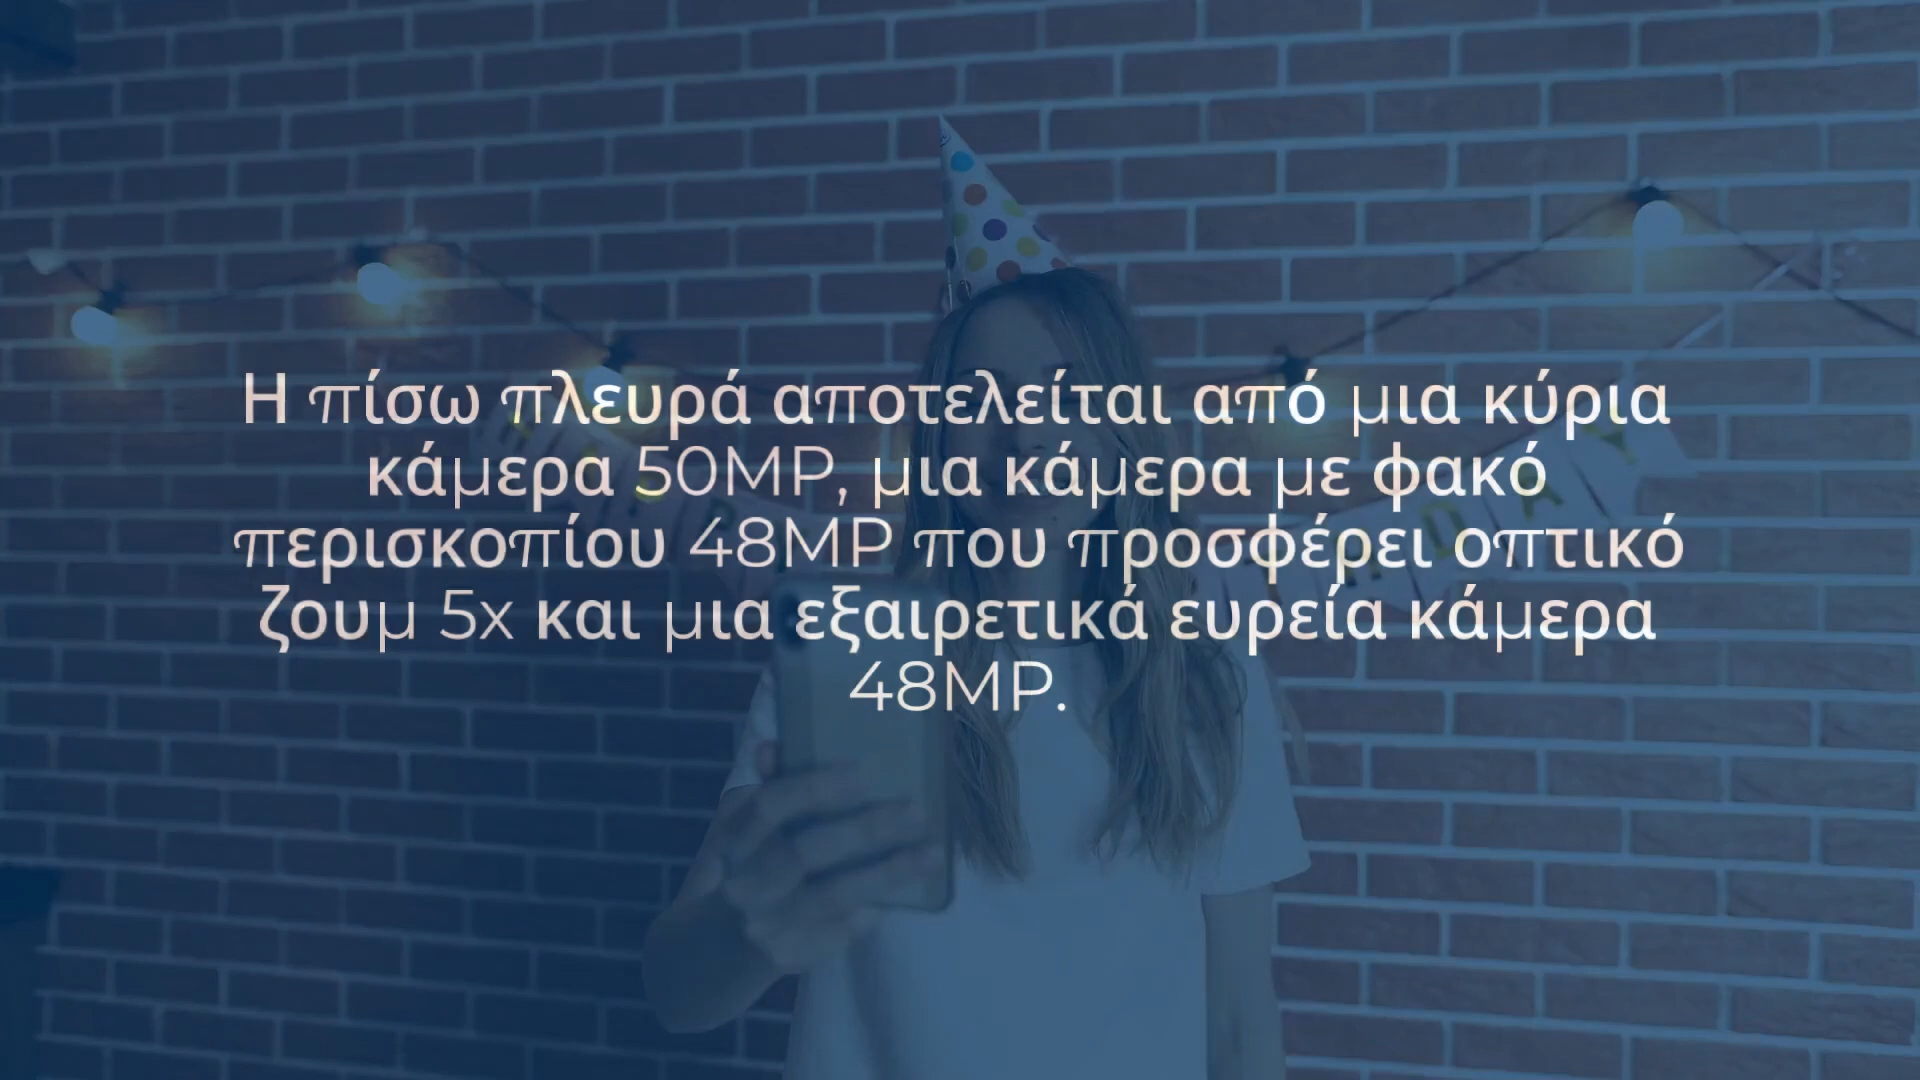 Η πίσω πλευρά αποτελείται από μια κύρια
κάμερα 50MP, μια κάμερα με φακό
περισκοπίου 48MP που προσφέρει οπτικό
ζουμ 5x και μια εξαιρετικά ευρεία κάμερα
48MP.